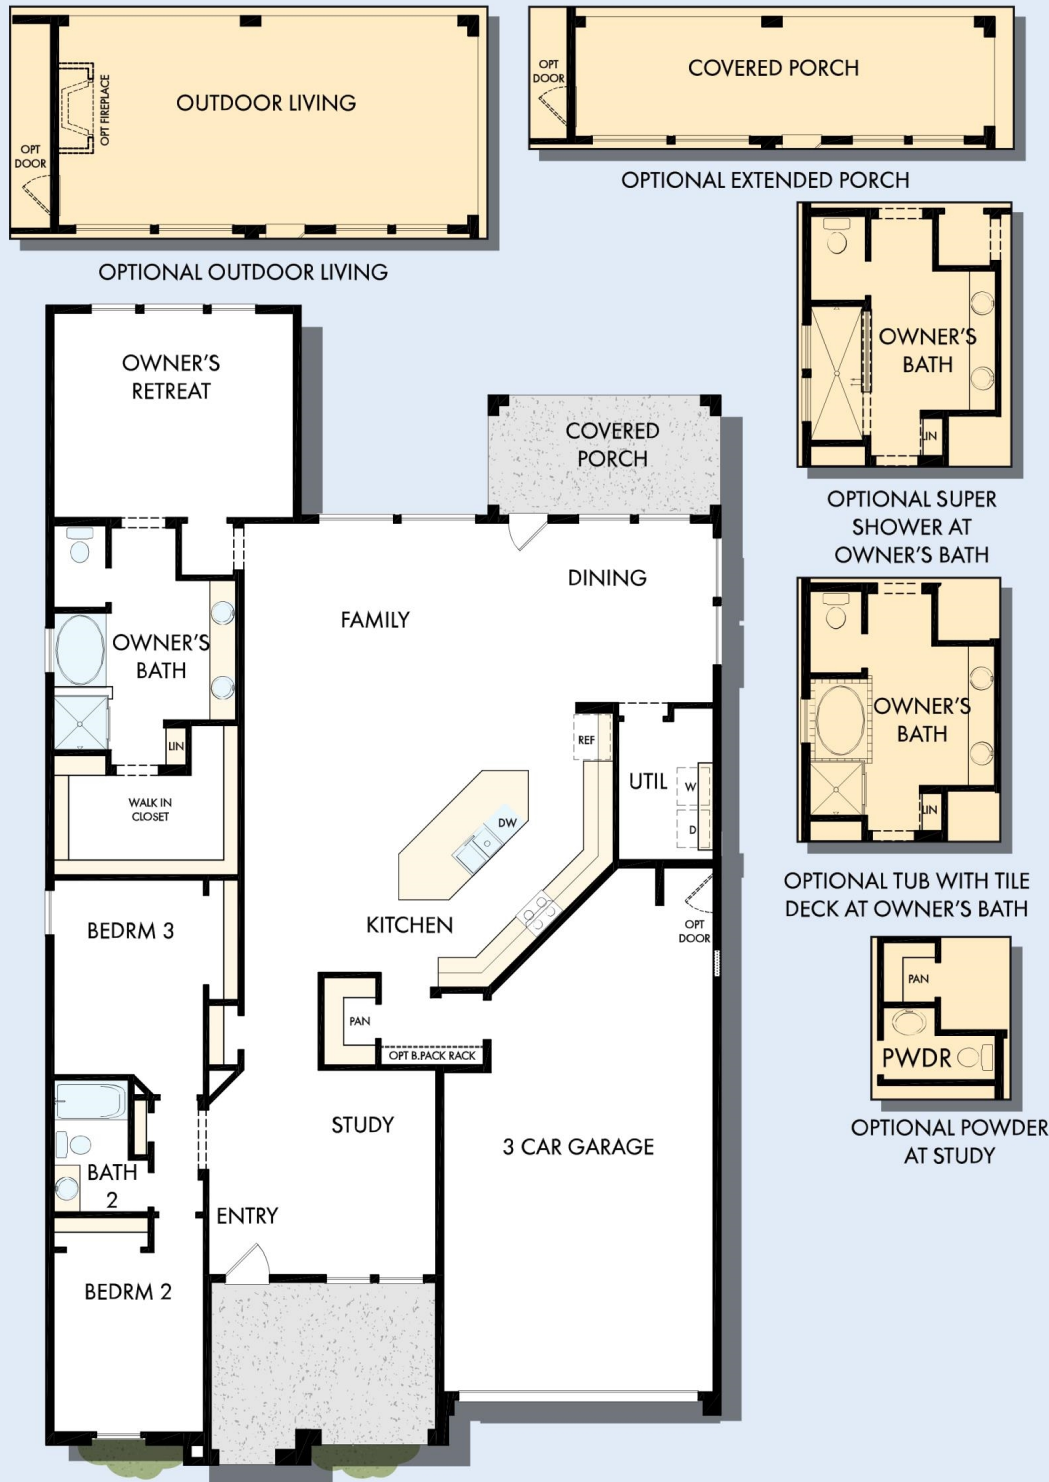 OUTDOOR LIVING
OPT FIREPLACE
OPT
DOOR
OPTIONAL OUTDOOR LIVING
OPT
DOOR
COVERED PORCH
OPTIONAL EXTENDED PORCH
OWNER'S
BATH
LIN
OPTIONAL SUPER
SHOWER AT
OWNER'S BATH
OWNER'S
BATH
LIN
OPTIONAL TUB WITH TILE
DECK AT OWNER'S BATH
PAN
PWDR
OPTIONAL POWDER
AT STUDY
OWNER'S
RETREAT
COVERED
PORCH
DINING
FAMILY
OWNER'S
BATH
LIN
WALK IN
CLOSET
REF
UTIL
W
D
DW
KITCHEN
OPT
DOOR
BEDRM 3
PAN
OPT B.PACK RACK
STUDY
3 CAR GARAGE
BATH
2
ENTRY
BEDRM 2